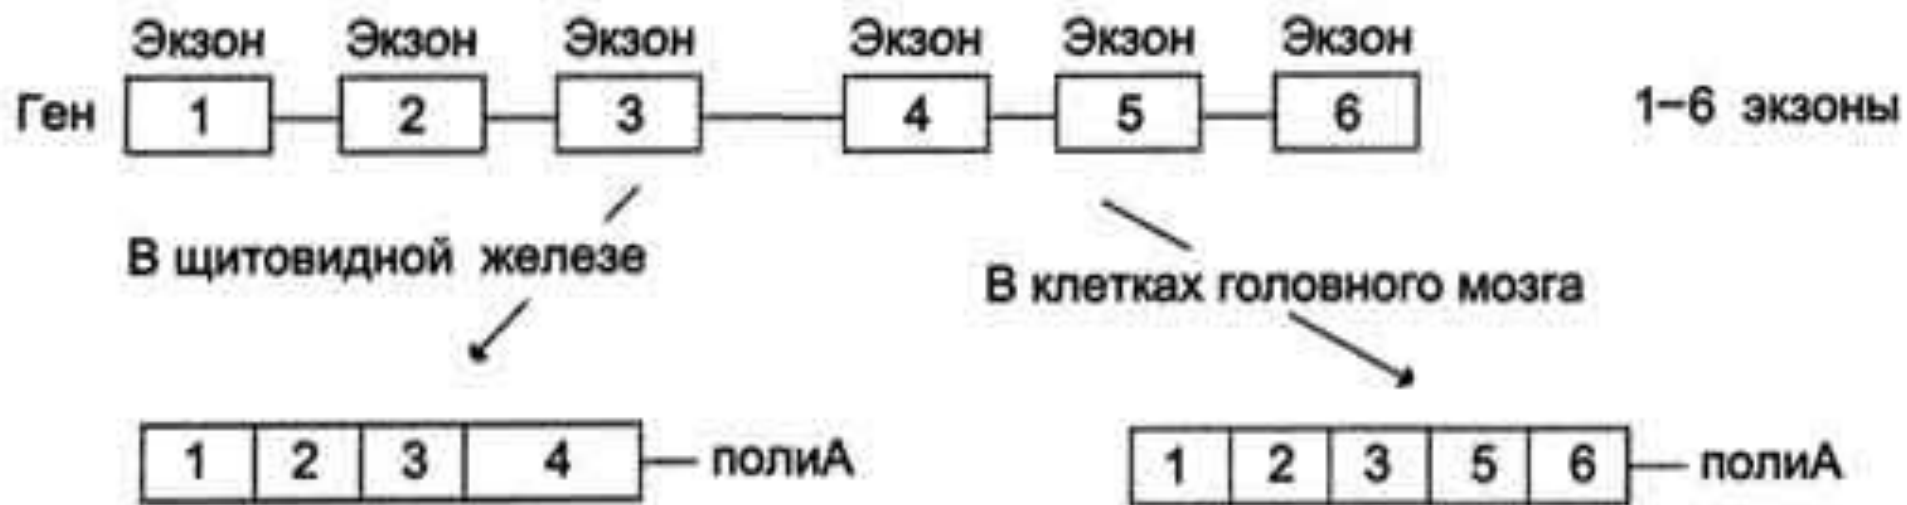 Экзон Экзон Экзон Экзон Экзон Экзон
Ген 1 2 3 4 5 6 1–6 экзоны
В щитовидной железе
В клетках головного мозга
1 2 3 4 полиА
1 2 3 5 6 полиА